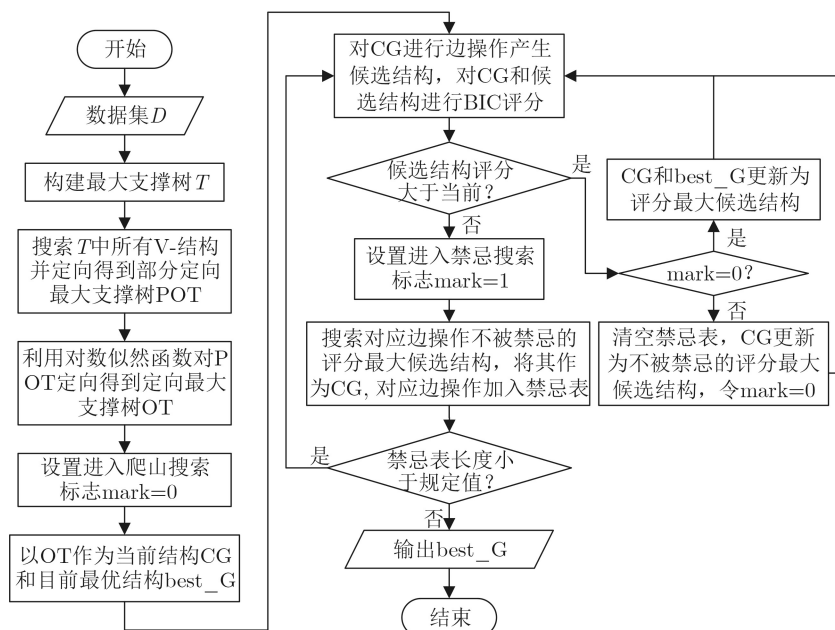 开始
数据集D
构建最大支撑树T
搜索T中所有V-结构
并定向得到部分定向
最大支撑树POT
利用对数似然函数对P
OT定向得到定向最大
支撑树OT
设置进入爬山搜索
标志mark=0
以OT作为当前结构CG
和目前最优结构best_G
对CG进行边操作产生
候选结构，对CG和候
选结构进行BIC评分
候选结构评分
大于当前？
是
否
设置进入禁忌搜索
标志mark=1
搜索对应边操作不被禁忌的
评分最大候选结构，将其作
为CG, 对应边操作加入禁忌表
是
禁忌表长度小
于规定值？
否
输出best_G
结束
CG和best_G更新为
评分最大候选结构
是
mark=0？
否
清空禁忌表，CG更新
为不被禁忌的评分最大
候选结构，令mark=0